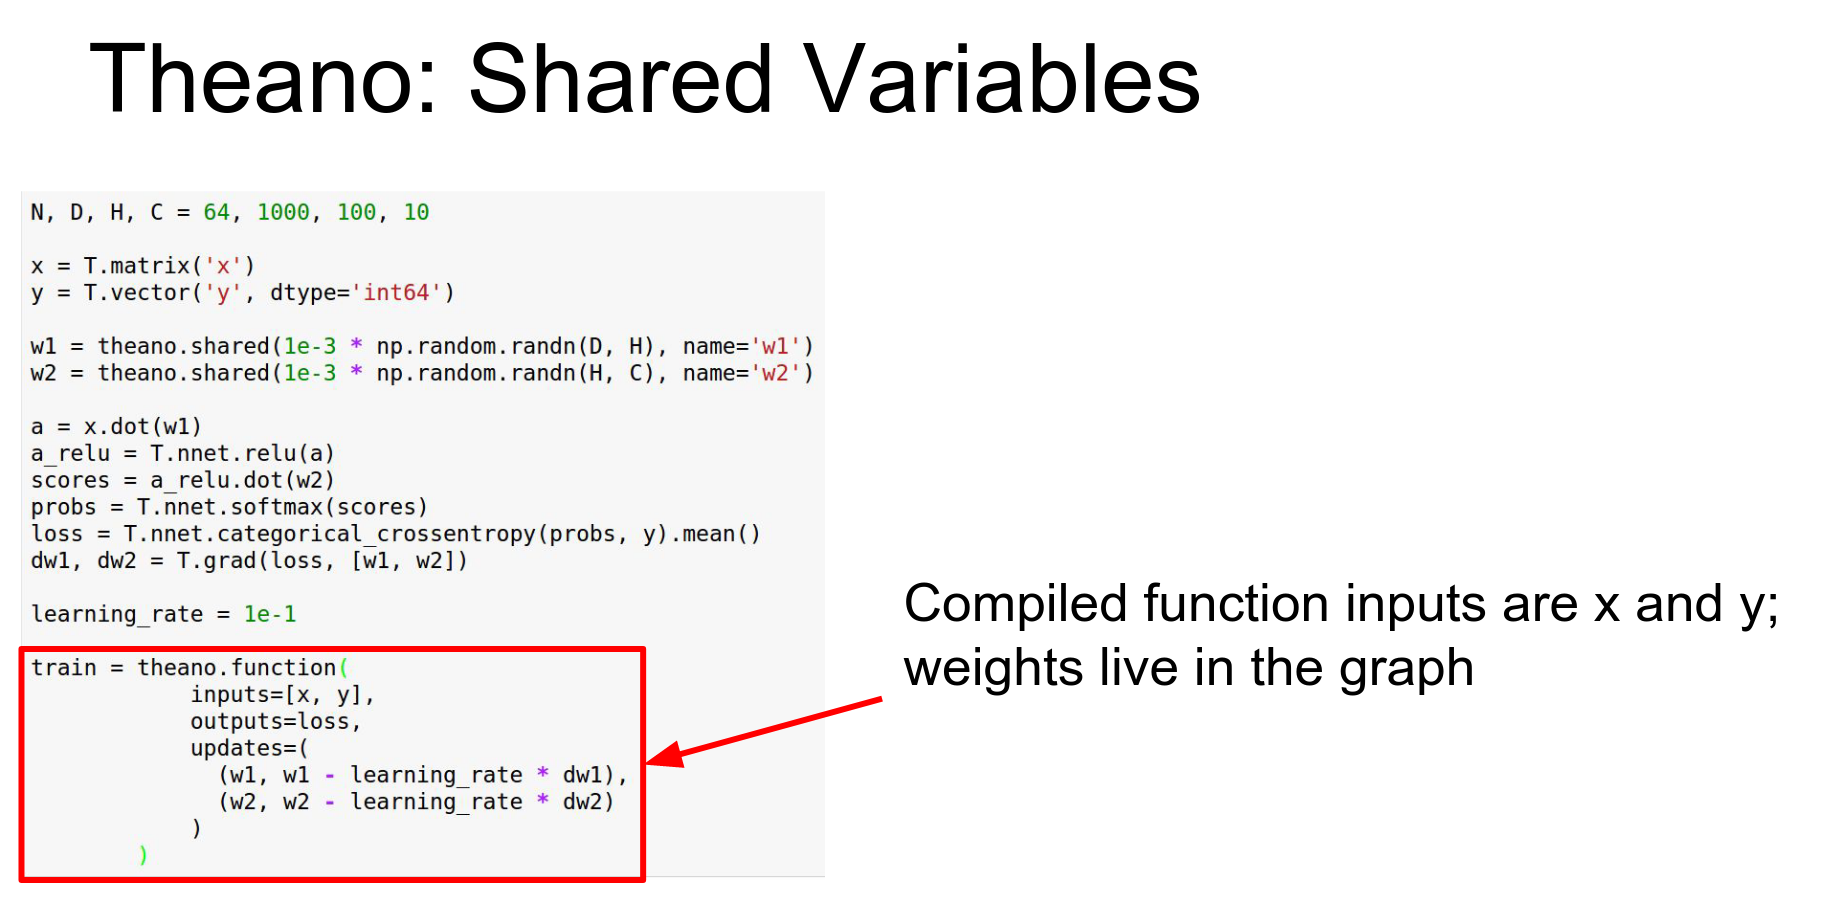 Theano: Shared Variables
N, D, H, C = 64, 1000, 100, 10
x = T.matrix('x')
y = T.vector('y', dtype='int64')
w1 = theano.shared(1e-3 * np.random.randn(D, H), name='w1')
w2 = theano.shared(1e-3 * np.random.randn(H, C), name='w2')
a = x.dot(w1)
a_relu = T.nnet.relu(a)
scores = a_relu.dot(w2)
probs = T.nnet.softmax(scores)
loss = T.nnet.categorical_crossentropy(probs, y).mean()
dw1, dw2 = T.grad(loss, [w1, w2])
learning_rate = 1e-1
train = theano.function(
inputs=[x, y],
outputs=loss,
updates=(
(w1, w1 - learning_rate * dw1),
(w2, w2 - learning_rate * dw2)
)
)
Compiled function inputs are x and y;
weights live in the graph